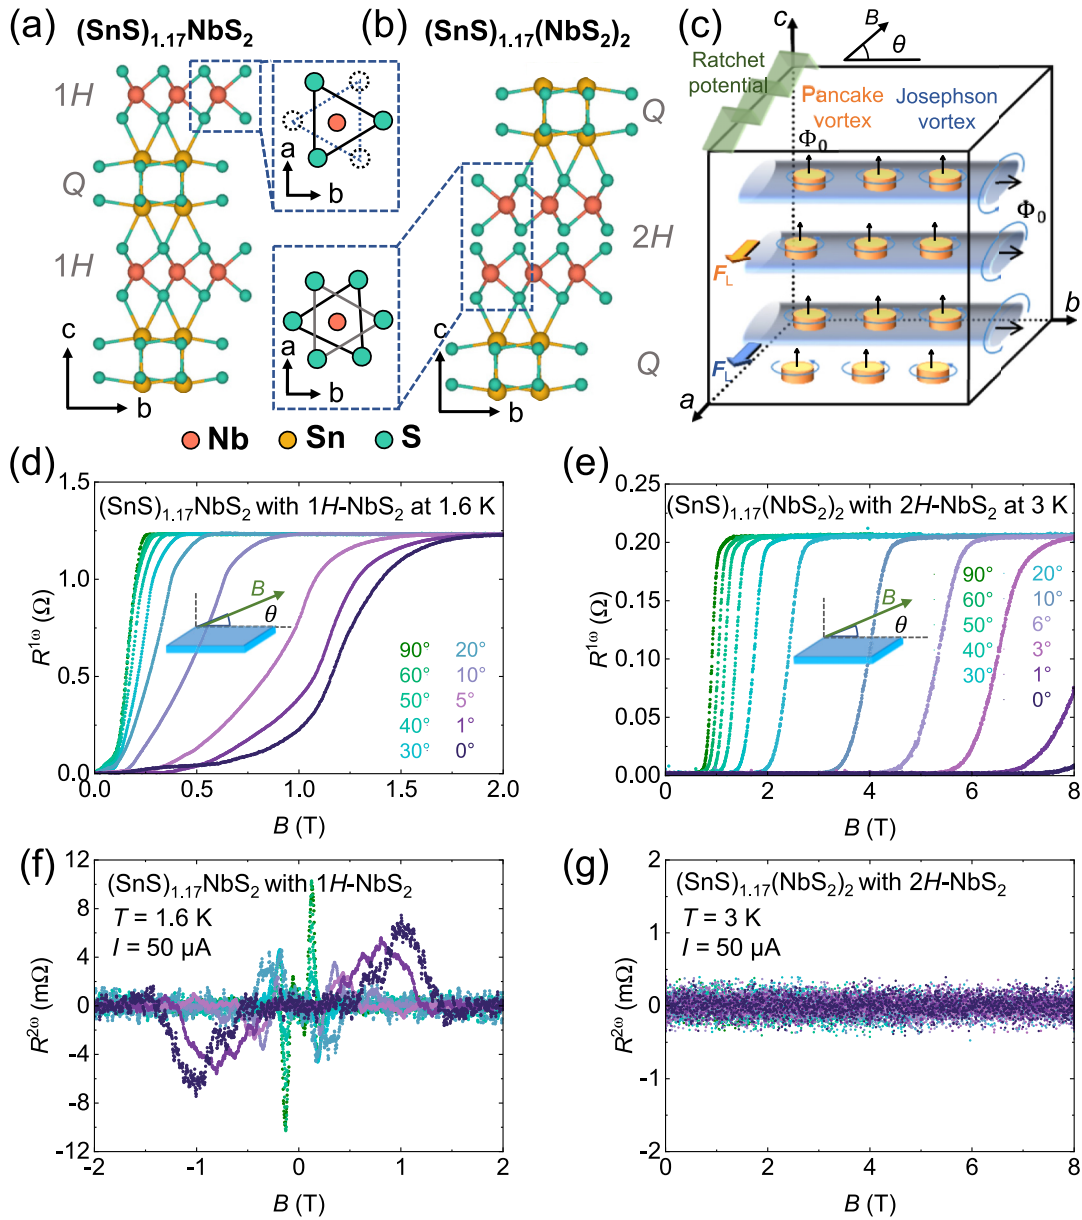 (a) (SnS)₁.₁₇NbS₂
1H
Q
1H
c
b
a
b
a
b
(b) (SnS)₁.₁₇(NbS₂)₂
Q
2H
Q
c
b
Nb Sn S
(c)
c
B
θ
Ratchet
potential
Pancake
vortex
Josephson
vortex
Φ₀
Φ₀
F_L
b
F_L
a
(d)
(SnS)₁.₁₇NbS₂ with 1H-NbS₂ at 1.6 K
R¹ω (Ω)
1.5
1.2
0.9
0.6
0.3
0.0
B
θ
90° 20°
60° 10°
50° 5°
40° 1°
30° 0°
0.0 0.5 1.0 1.5 2.0
B (T)
(e)
(SnS)₁.₁₇(NbS₂)₂ with 2H-NbS₂ at 3 K
R¹ω (Ω)
0.25
0.20
0.15
0.10
0.05
0.00
B
θ
90° 20°
60° 10°
50° 6°
40° 3°
30° 1°
0°
0 2 4 6 8
B (T)
(f)
(SnS)₁.₁₇NbS₂ with 1H-NbS₂
T = 1.6 K
I = 50 μA
R²ω (mΩ)
12
8
4
0
-4
-8
-12
-2 -1 0 1 2
B (T)
(g)
(SnS)₁.₁₇(NbS₂)₂ with 2H-NbS₂
T = 3 K
I = 50 μA
R²ω (mΩ)
2
1
0
-1
-2
0 2 4 6 8
B (T)